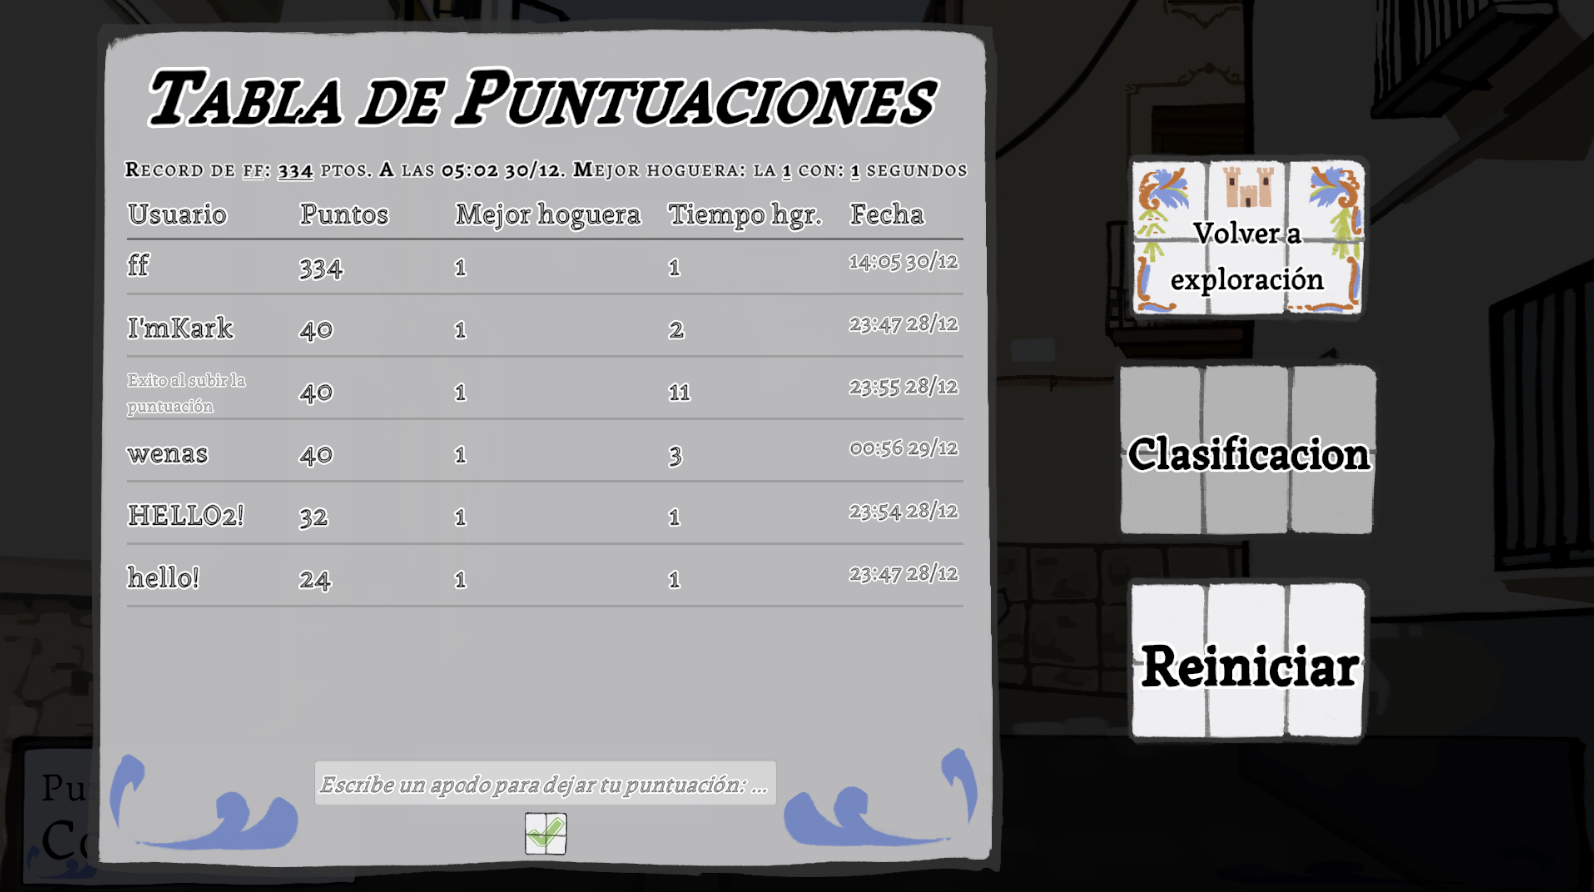 TABLA DE PUNTUACIONES
RECORD DE FF: 334 PTOS. A LAS 05:02 30/12. MEJOR HOGUERA: LA 1 CON: 1 SEGUNDOS
Usuario Puntos Mejor hoguera Tiempo hgr. Fecha
ff 334 1 1 14:05 30/12
I'mKark 40 1 2 23:47 28/12
Exito al subir la
puntuación 40 1 11 23:55 28/12
wenas 40 1 3 00:56 29/12
HELLO2! 32 1 1 23:54 28/12
hello! 24 1 1 23:47 28/12
Escribe un apodo para dejar tu puntuación: ...
Volver a
exploración
Clasificacion
Reiniciar